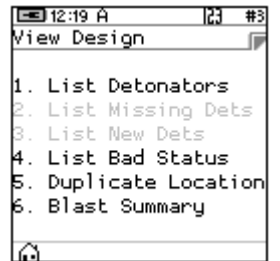 12:19 A 123 #3
View Design
1. List Detonators
2. List Missing Dets
3. List New Dets
4. List Bad Status
5. Duplicate Location
6. Blast Summary